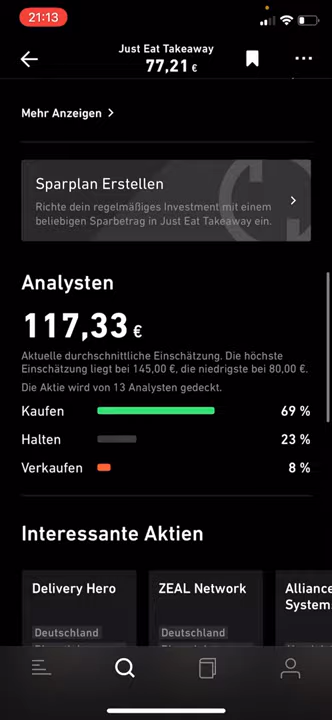 21:13
Just Eat Takeaway
77,21 €
Mehr Anzeigen >
Sparplan Erstellen
Richte dein regelmäßiges Investment mit einem
beliebigen Sparbetrag in Just Eat Takeaway ein.
Analysten
117,33 €
Aktuelle durchschnittliche Einschätzung. Die höchste
Einschätzung liegt bei 145,00 €, die niedrigste bei 80,00 €.
Die Aktie wird von 13 Analysten gedeckt.
Kaufen 69 %
Halten 23 %
Verkaufen 8 %
Interessante Aktien
Delivery Hero
ZEAL Network
Alliance
System
Deutschland
Deutschland